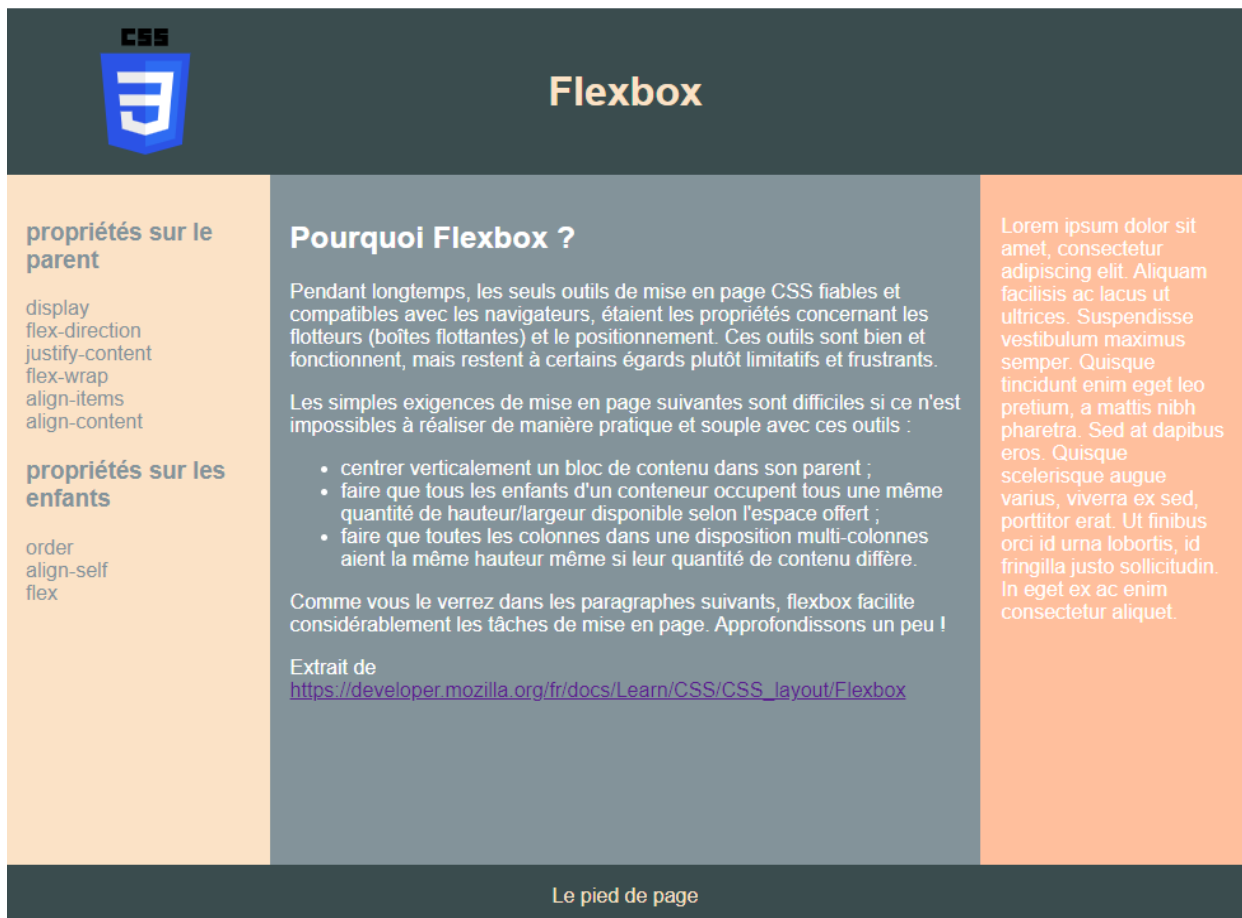 CSS
3
Flexbox
propriétés sur le
parent
display
flex-direction
justify-content
flex-wrap
align-items
align-content
propriétés sur les
enfants
order
align-self
flex
Pourquoi Flexbox ?
Pendant longtemps, les seuls outils de mise en page CSS fiables et
compatibles avec les navigateurs, étaient les propriétés concernant les
flotteurs (boîtes flottantes) et le positionnement. Ces outils sont bien et
fonctionnent, mais restent à certains égards plutôt limitatifs et frustrants.
Les simples exigences de mise en page suivantes sont difficiles si ce n'est
impossibles à réaliser de manière pratique et souple avec ces outils :
• centrer verticalement un bloc de contenu dans son parent ;
• faire que tous les enfants d'un conteneur occupent tous une même
quantité de hauteur/largeur disponible selon l'espace offert ;
• faire que toutes les colonnes dans une disposition multi-colonnes
aient la même hauteur même si leur quantité de contenu diffère.
Comme vous le verrez dans les paragraphes suivants, flexbox facilite
considérablement les tâches de mise en page. Approfondissons un peu !
Extrait de
https://developer.mozilla.org/fr/docs/Learn/CSS/CSS_layout/Flexbox
Lorem ipsum dolor sit
amet, consectetur
adipiscing elit. Aliquam
facilisis ac lacus ut
ultrices. Suspendisse
vestibulum maximus
semper. Quisque
tincidunt enim eget leo
pretium, a mattis nibh
pharetra. Sed at dapibus
eros. Quisque
scelerisque augue
varius, viverra ex sed,
porttitor erat. Ut finibus
orci id urna lobortis, id
fringilla justo sollicitudin.
In eget ex ac enim
consectetur aliquet.
Le pied de page